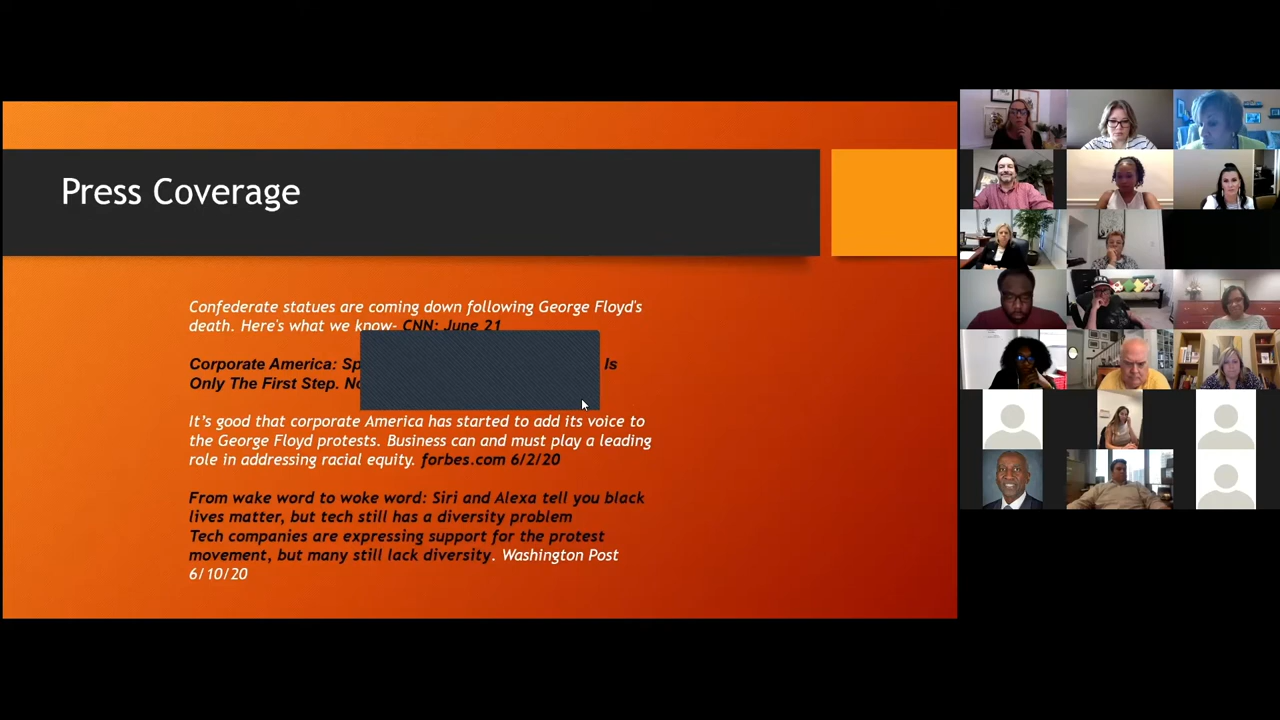 Press Coverage
Confederate statues are coming down following George Floyd's
death. Here's what we know- CNN: June 21
Corporate America: Is
Only The First Step.
It’s good that corporate America has started to add its voice to
the George Floyd protests. Business can and must play a leading
role in addressing racial equity. forbes.com 6/2/20
From wake word to woke word: Siri and Alexa tell you black
lives matter, but tech still has a diversity problem
Tech companies are expressing support for the protest
movement, but many still lack diversity. Washington Post
6/10/20